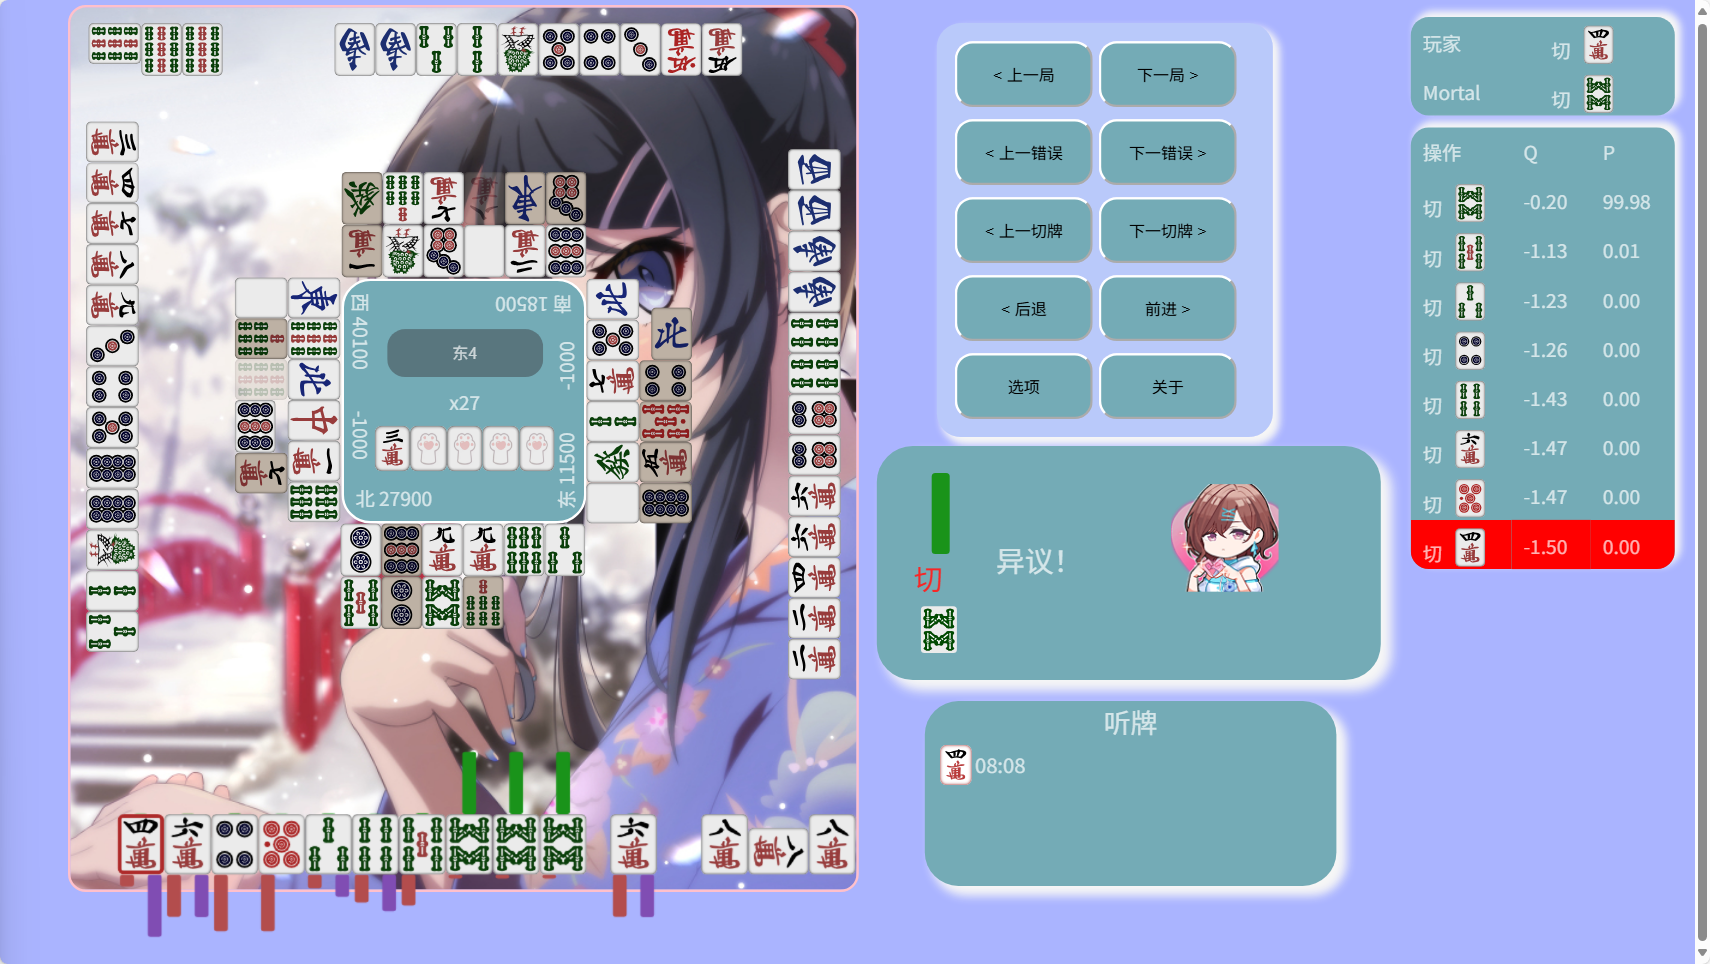 西 40100
-1000
南 18500
-1000
东4
x27
北 27900
东 11500
< 上一局
下一局 >
< 上一错误
下一错误 >
< 上一切牌
下一切牌 >
< 后退
前进 >
选项
关于
切
异议！
听牌
08:08
玩家 切
Mortal 切
操作 Q P
切 -0.20 99.98
切 -1.13 0.01
切 -1.23 0.00
切 -1.26 0.00
切 -1.43 0.00
切 -1.47 0.00
切 -1.47 0.00
切 -1.50 0.00